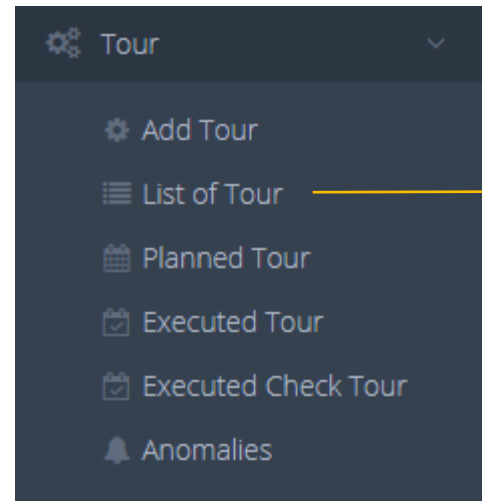 Tour
Add Tour
List of Tour
Planned Tour
Executed Tour
Executed Check Tour
Anomalies